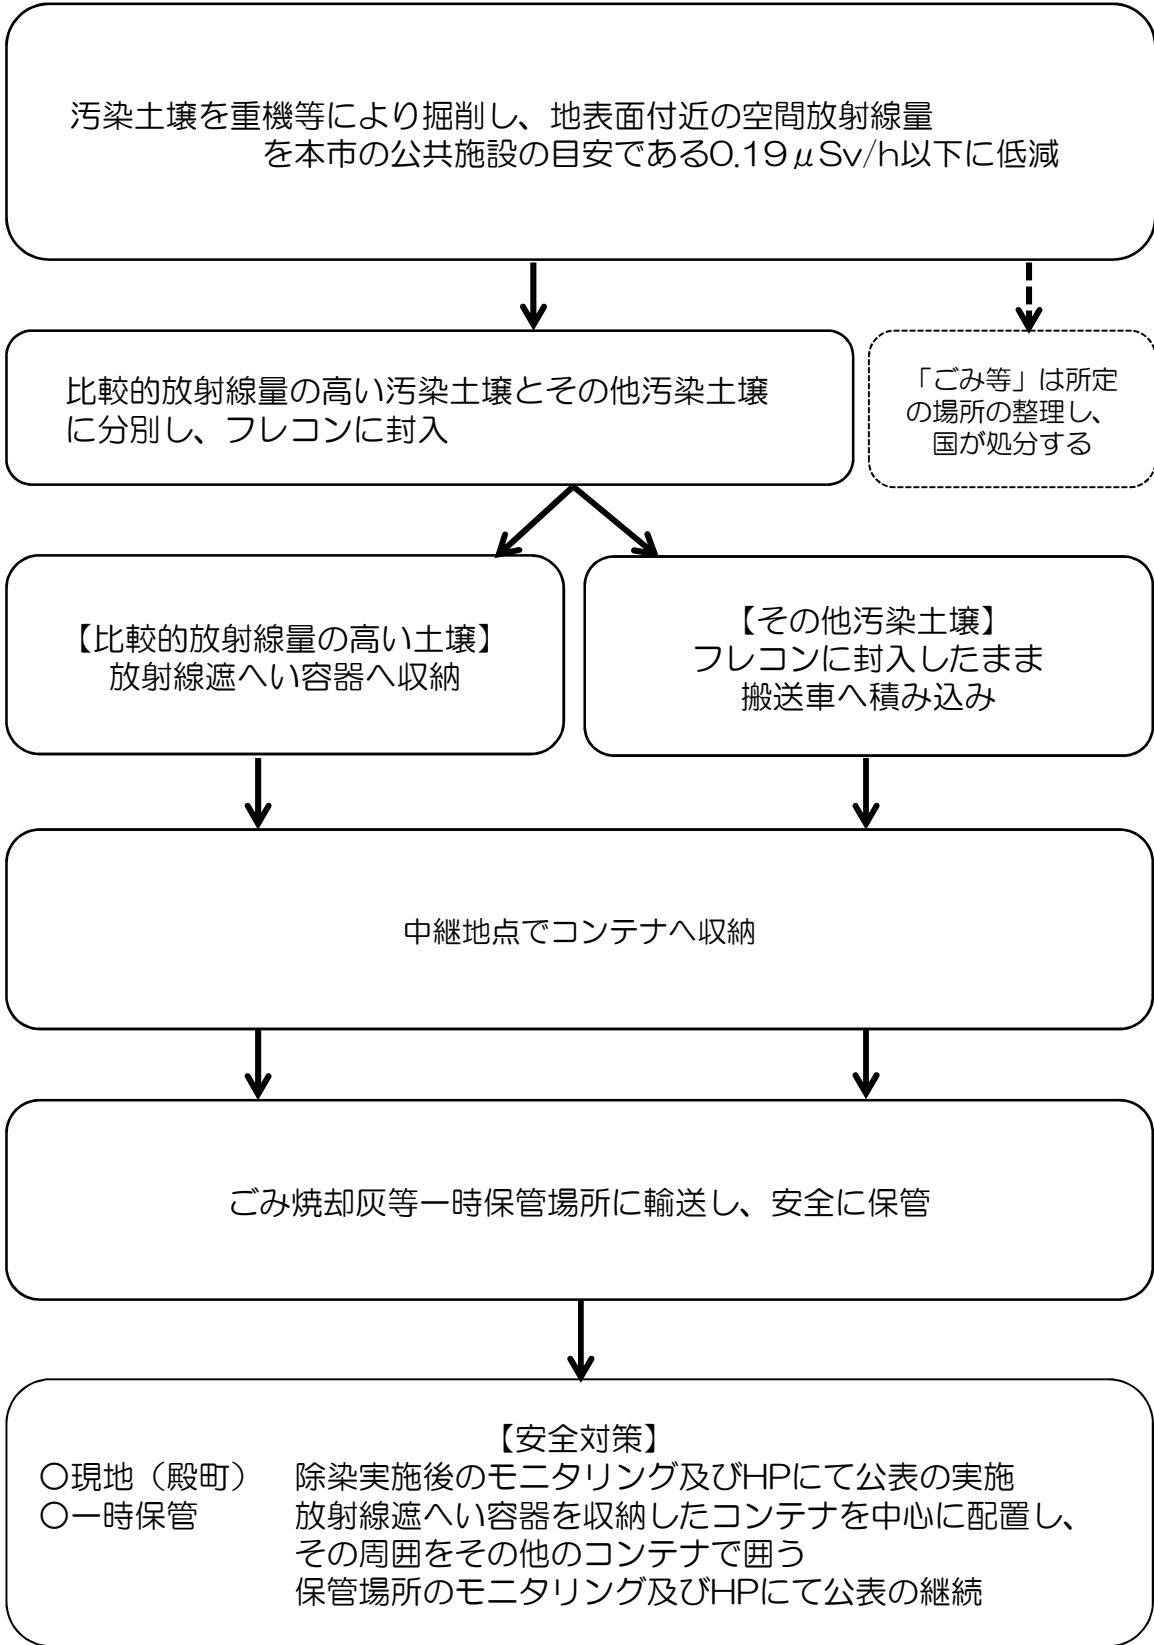 汚染土壌を重機等により掘削し、地表面付近の空間放射線量
を本市の公共施設の目安である0.19μSv/h以下に低減
比較的放射線量の高い汚染土壌とその他汚染土壌
に分別し、フレコンに封入
「ごみ等」は所定
の場所の整理し、
国が処分する
【比較的放射線量の高い土壌】
放射線遮へい容器へ収納
【その他汚染土壌】
フレコンに封入したまま
搬送車へ積み込み
中継地点でコンテナへ収納
ごみ焼却灰等一時保管場所に輸送し、安全に保管
【安全対策】
○現地（殿町） 除染実施後のモニタリング及びHPにて公表の実施
○一時保管 放射線遮へい容器を収納したコンテナを中心に配置し、
その周囲をその他のコンテナで囲う
保管場所のモニタリング及びHPにて公表の継続